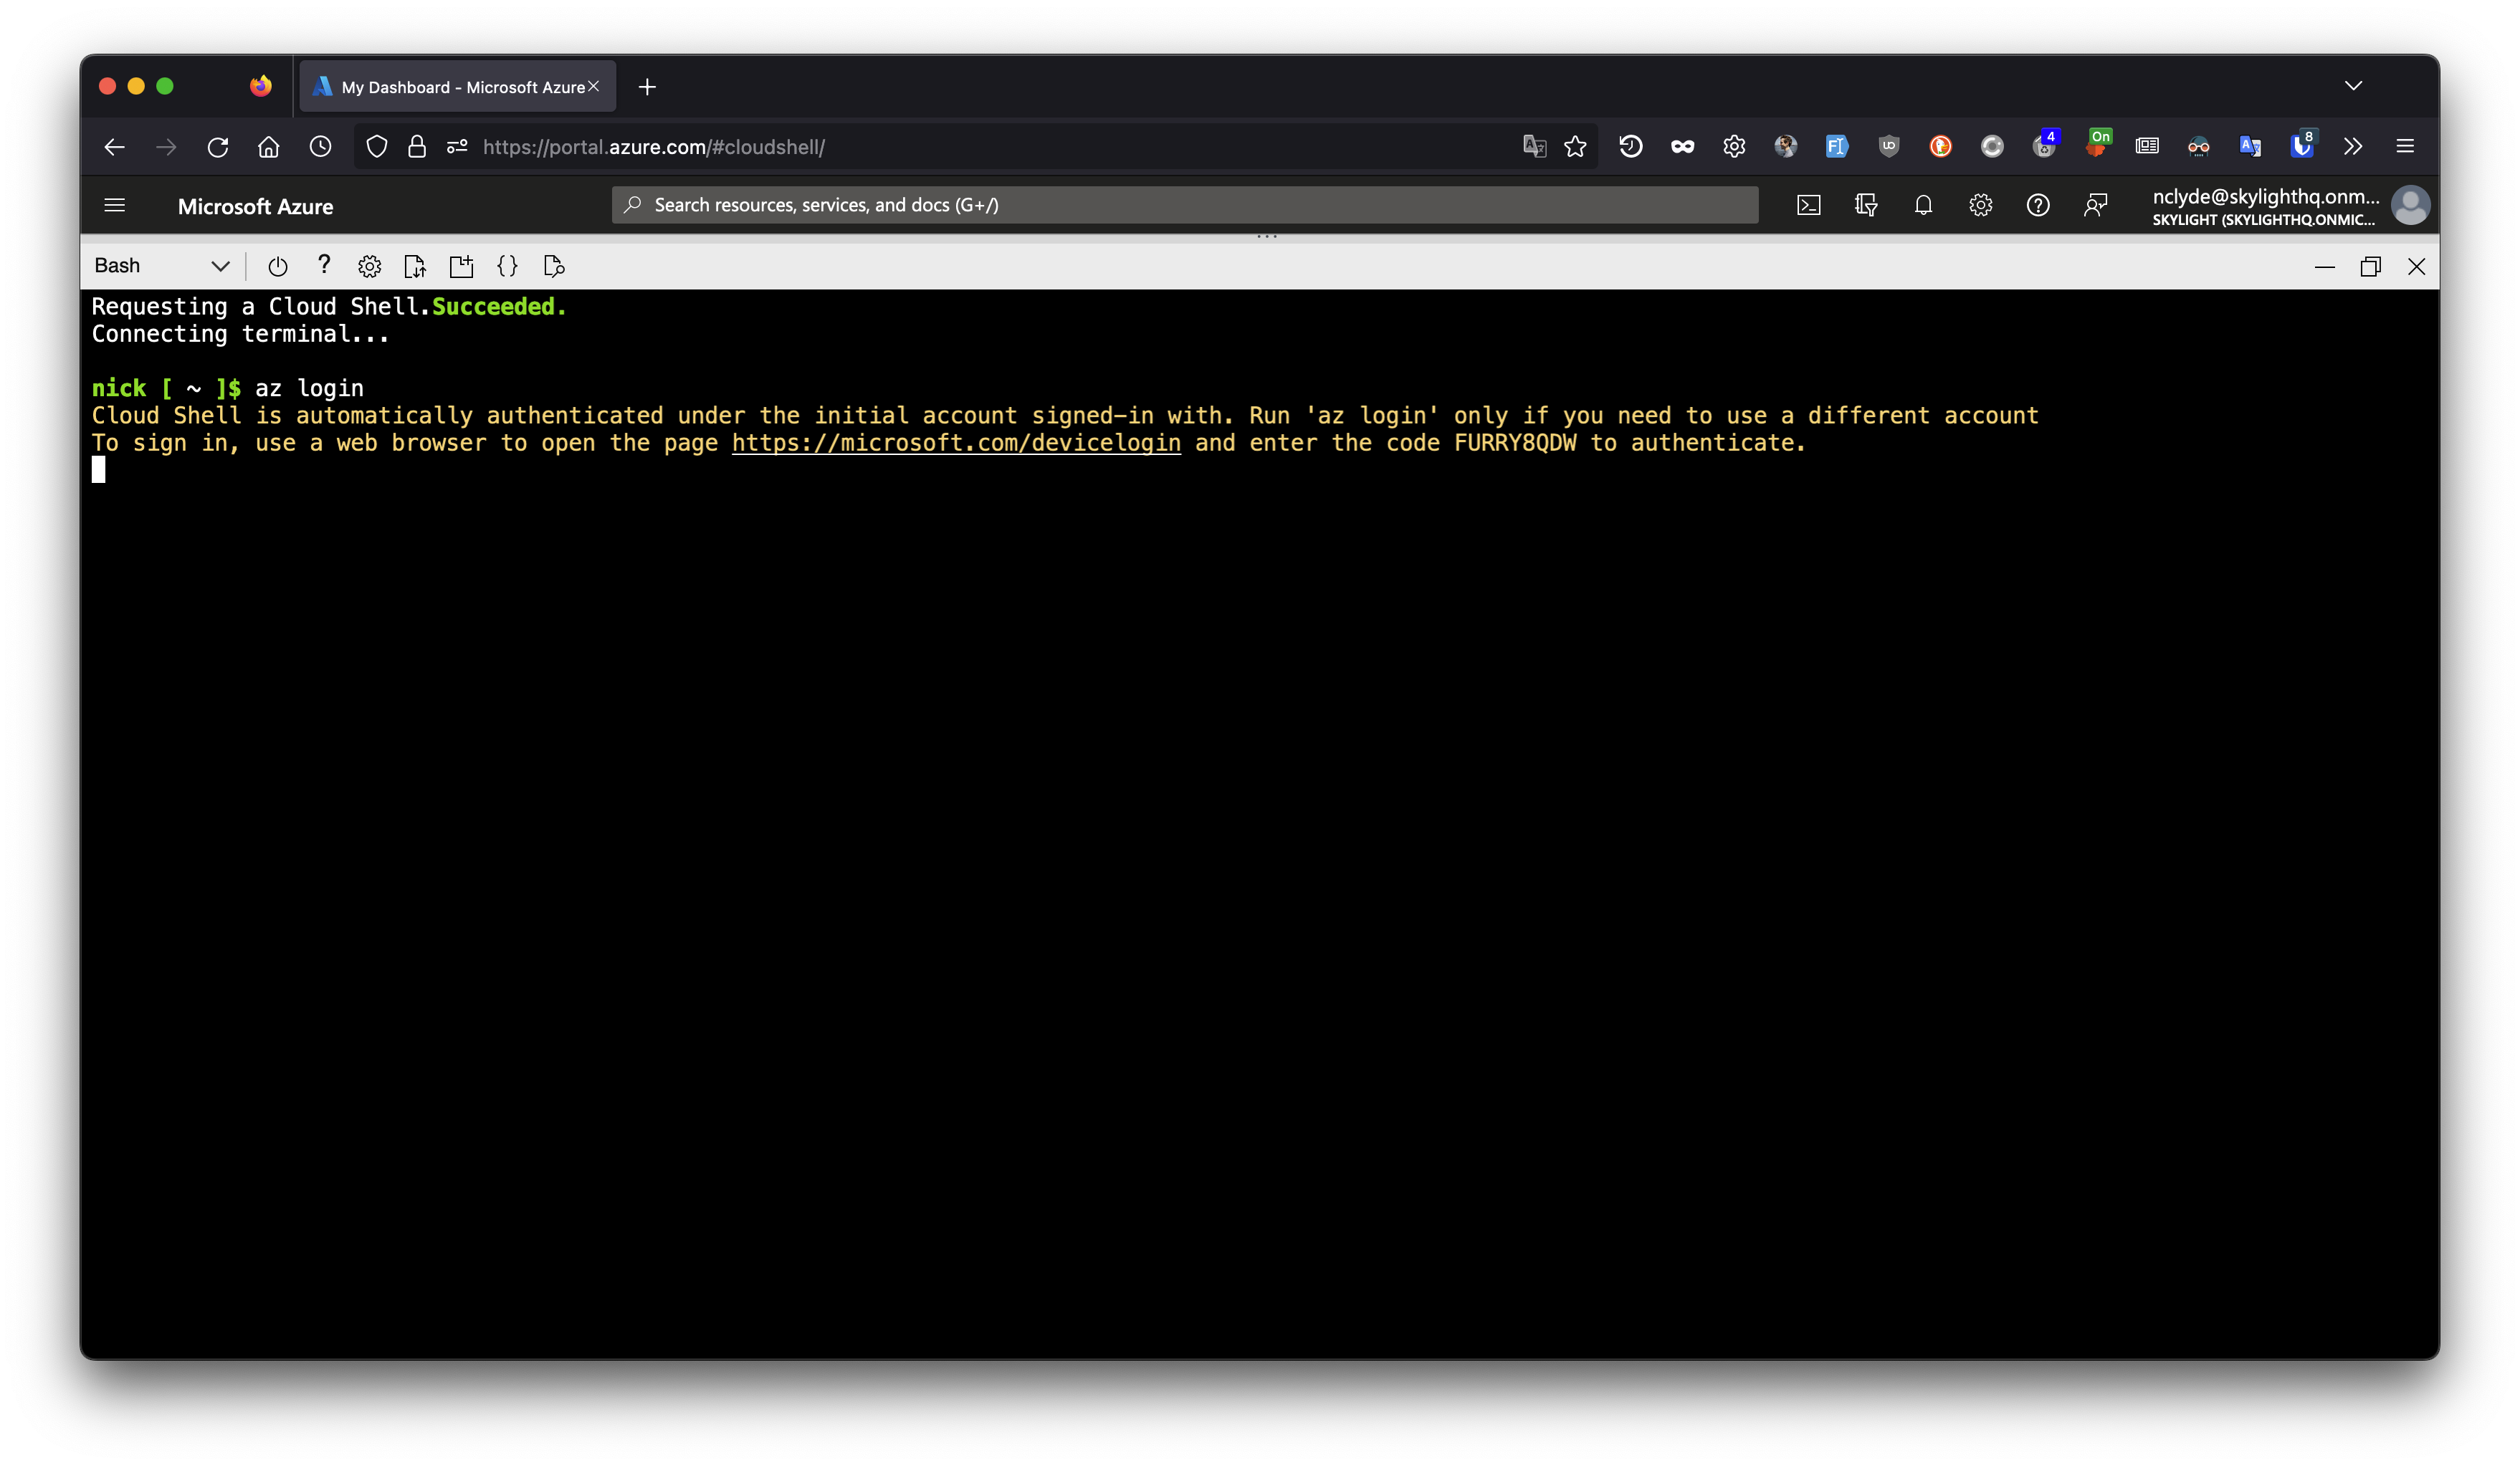 My Dashboard - Microsoft Azure
https://portal.azure.com/#cloudshell/
4
On
8
Microsoft Azure
Search resources, services, and docs (G+/)
nclyde@skylighthq.onm...
SKYLIGHT (SKYLIGHTHQ.ONMIC...
Bash
Requesting a Cloud Shell.Succeeded.
Connecting terminal...
nick [ ~ ]$ az login
Cloud Shell is automatically authenticated under the initial account signed-in with. Run 'az login' only if you need to use a different account
To sign in, use a web browser to open the page https://microsoft.com/devicelogin and enter the code FURRY8QDW to authenticate.